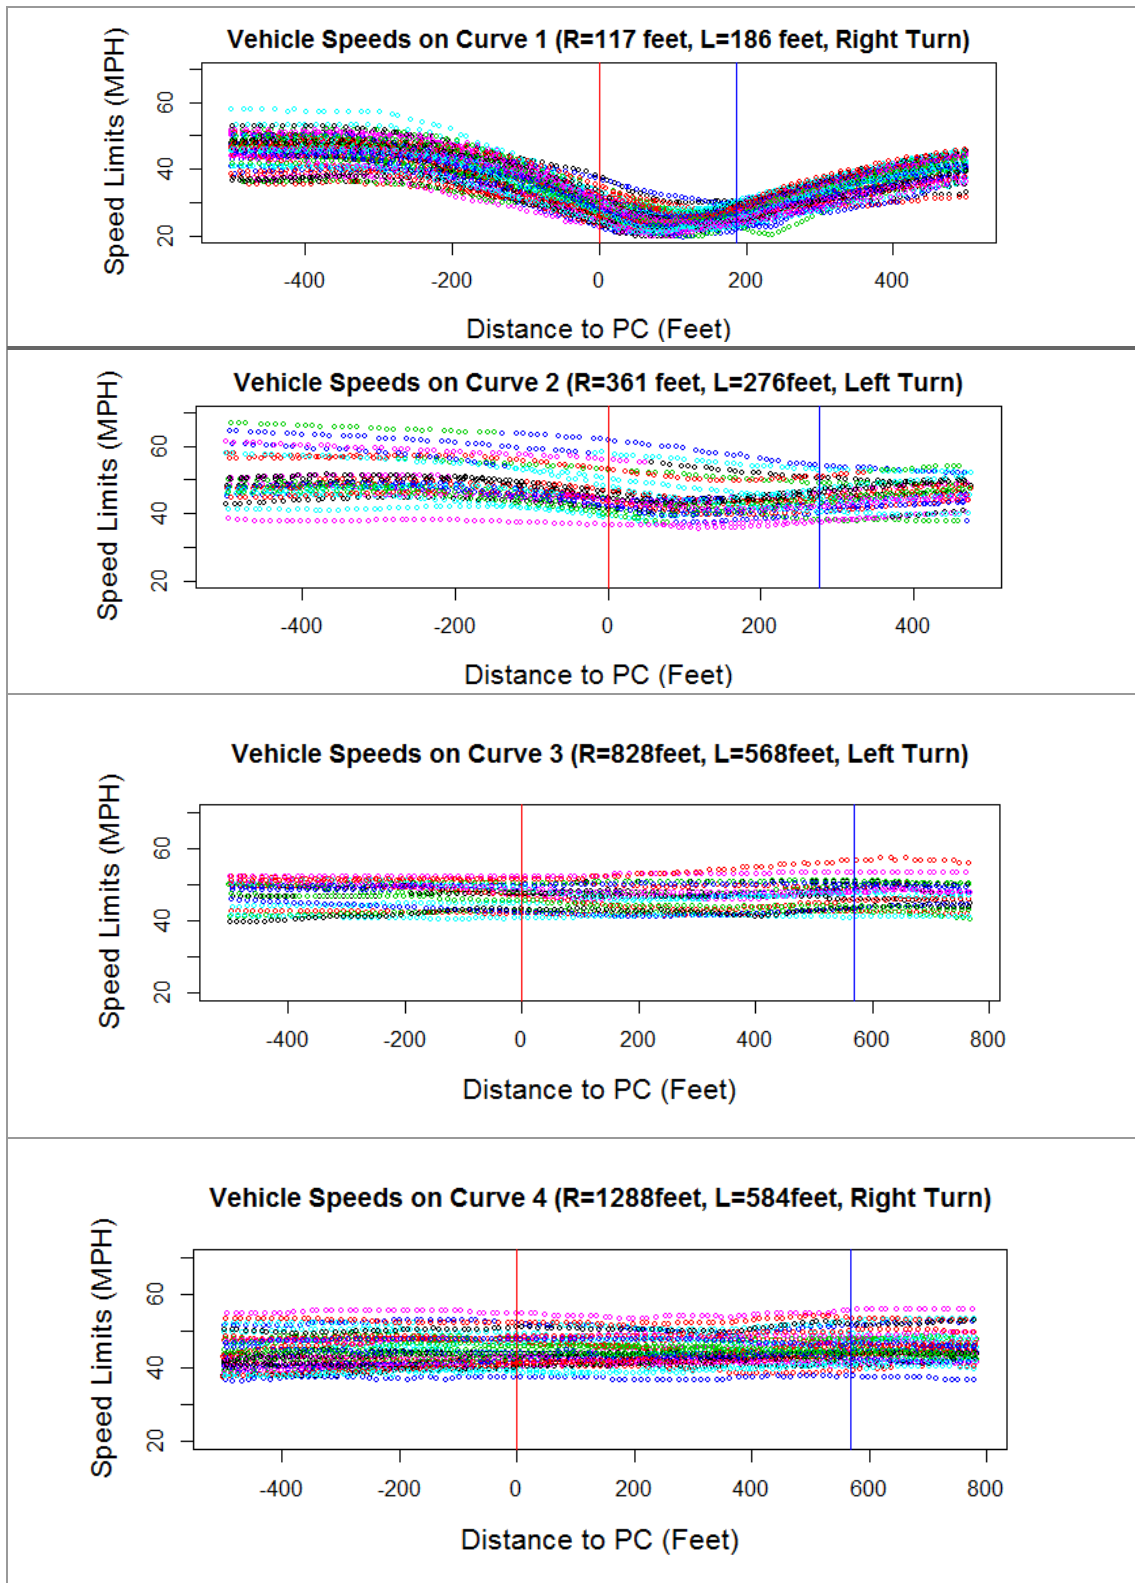 Vehicle Speeds on Curve 1 (R=117 feet, L=186 feet, Right Turn)
Speed Limits (MPH)
60
40
20
-400 -200 0 200 400
Distance to PC (Feet)
Vehicle Speeds on Curve 2 (R=361 feet, L=276feet, Left Turn)
Speed Limits (MPH)
60
40
20
-400 -200 0 200 400
Distance to PC (Feet)
Vehicle Speeds on Curve 3 (R=828feet, L=568feet, Left Turn)
Speed Limits (MPH)
60
40
20
-400 -200 0 200 400 600 800
Distance to PC (Feet)
Vehicle Speeds on Curve 4 (R=1288feet, L=584feet, Right Turn)
Speed Limits (MPH)
60
40
20
-400 -200 0 200 400 600 800
Distance to PC (Feet)